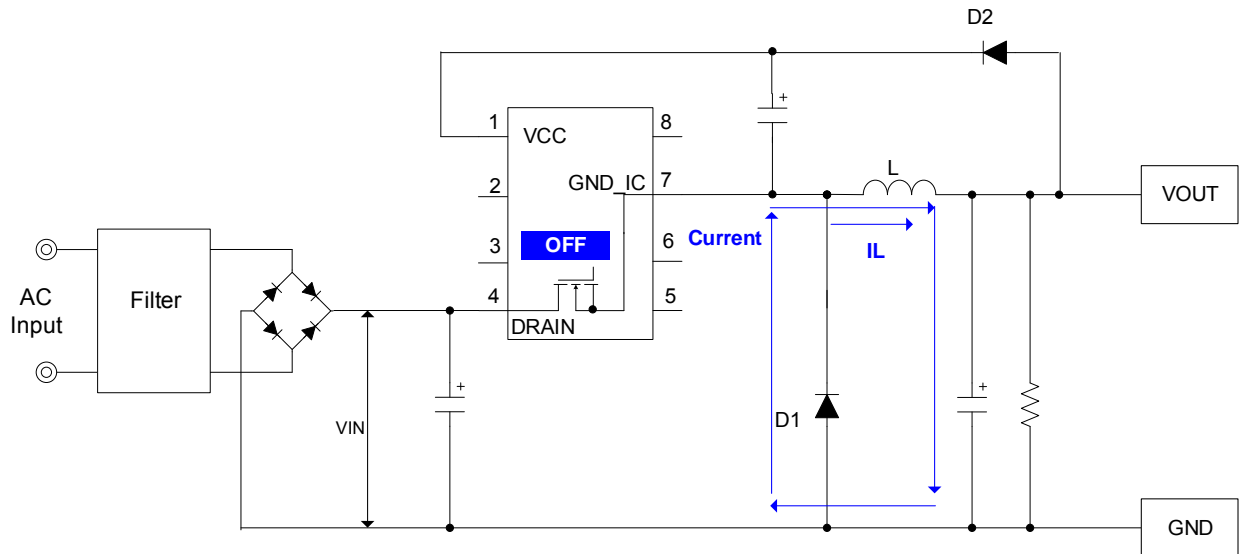 D2
+
1
VCC
8
L
2
GND_IC
7
VOUT
3
OFF
6
Current
IL
AC
Input
Filter
4
DRAIN
5
+
+
VIN
D1
GND